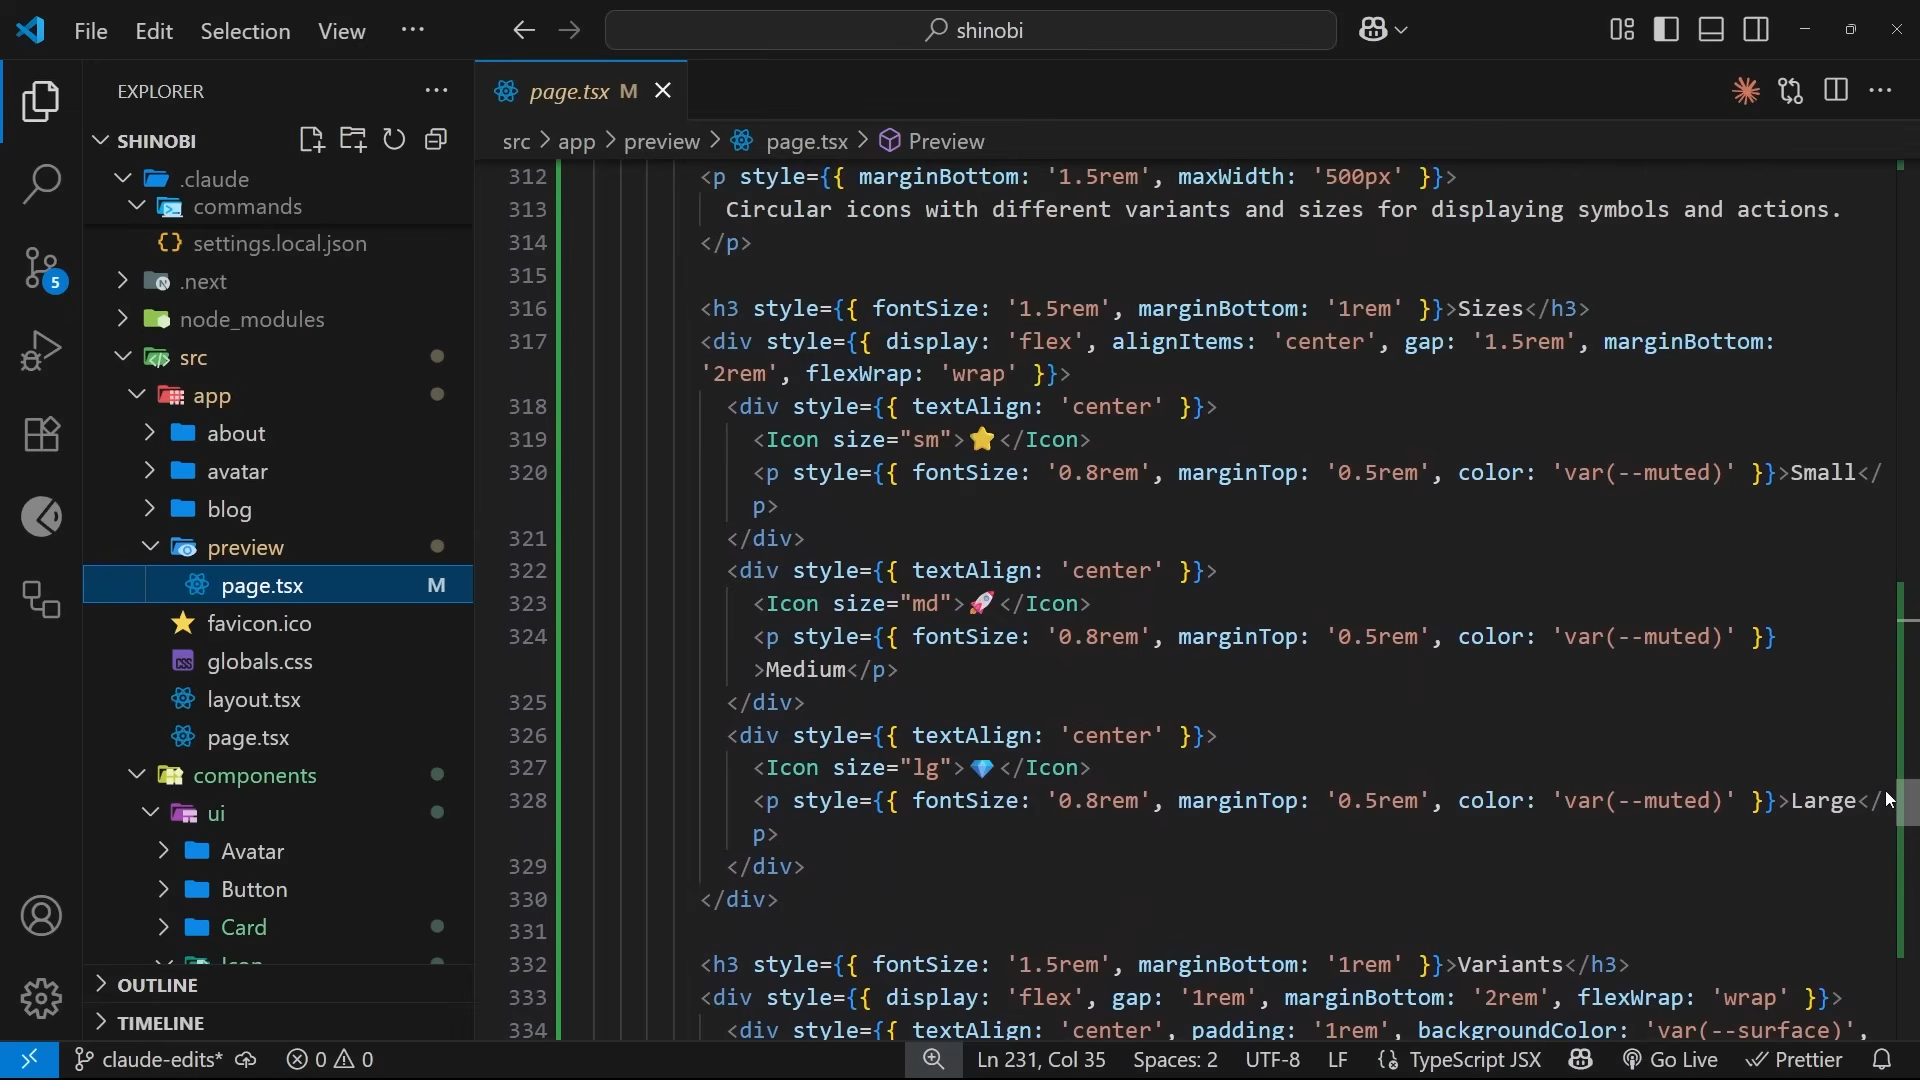 File Edit Selection View ··· shinobi
EXPLORER
SHINOBI
.claude
commands
settings.local.json
.next
node_modules
src
app
about
avatar
blog
preview
page.tsx M
favicon.ico
globals.css
layout.tsx
page.tsx
components
ui
Avatar
Button
Card
OUTLINE
TIMELINE
5
page.tsx M
src > app > preview > page.tsx > Preview
312 <p style={{ marginBottom: '1.5rem', maxWidth: '500px' }}>
313 Circular icons with different variants and sizes for displaying symbols and actions.
314 </p>
315
316 <h3 style={{ fontSize: '1.5rem', marginBottom: '1rem' }}>Sizes</h3>
317 <div style={{ display: 'flex', alignItems: 'center', gap: '1.5rem', marginBottom:
'2rem', flexWrap: 'wrap' }}>
318 <div style={{ textAlign: 'center' }}>
319 <Icon size="sm">⭐</Icon>
320 <p style={{ fontSize: '0.8rem', marginTop: '0.5rem', color: 'var(--muted)' }}>Small</
p>
321 </div>
322 <div style={{ textAlign: 'center' }}>
323 <Icon size="md">🚀</Icon>
324 <p style={{ fontSize: '0.8rem', marginTop: '0.5rem', color: 'var(--muted)' }}
>Medium</p>
325 </div>
326 <div style={{ textAlign: 'center' }}>
327 <Icon size="lg">💎</Icon>
328 <p style={{ fontSize: '0.8rem', marginTop: '0.5rem', color: 'var(--muted)' }}>Large</
p>
329 </div>
330 </div>
331
332 <h3 style={{ fontSize: '1.5rem', marginBottom: '1rem' }}>Variants</h3>
333 <div style={{ display: 'flex', gap: '1rem', marginBottom: '2rem', flexWrap: 'wrap' }}>
334 <div style={{ textAlign: 'center', padding: '1rem', backgroundColor: 'var(--surface)',
claude-edits* 0 0 Ln 231, Col 35 Spaces: 2 UTF-8 LF {} TypeScript JSX Go Live Prettier